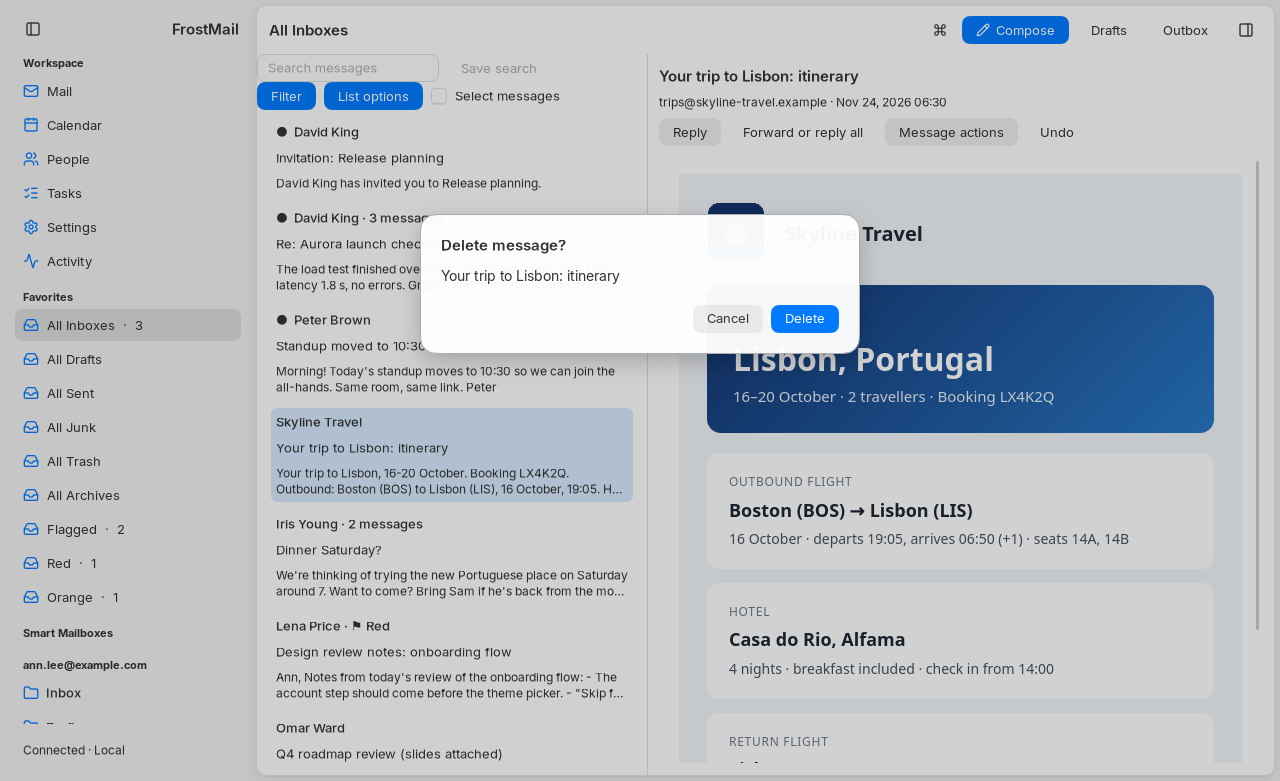 FrostMail
Workspace
Mail
Calendar
People
Tasks
Settings
Activity
Favorites
All Inboxes · 3
All Drafts
All Sent
All Junk
All Trash
All Archives
Flagged · 2
Red · 1
Orange · 1
Smart Mailboxes
ann.lee@example.com
Inbox
Connected · Local
All Inboxes
⌘
Compose
Drafts
Outbox
Search messages
Save search
Filter
List options
Select messages
David King
Invitation: Release planning
David King has invited you to Release planning.
David King · 3
Re: Aurora launch
The load test finished
latency 1.8 s, no errors.
Peter Brown
Standup moved to 10:30
Morning! Today's standup moves to 10:30 so we can join the
all-hands. Same room, same link. Peter
Skyline Travel
Your trip to Lisbon: itinerary
Your trip to Lisbon, 16-20 October. Booking LX4K2Q.
Outbound: Boston (BOS) to Lisbon (LIS), 16 October, 19:05. H...
Iris Young · 2 messages
Dinner Saturday?
We're thinking of trying the new Portuguese place on Saturday
around 7. Want to come? Bring Sam if he's back from the mo...
Lena Price · ⚑ Red
Design review notes: onboarding flow
Ann, Notes from today's review of the onboarding flow: - The
account step should come before the theme picker. - "Skip f...
Omar Ward
Q4 roadmap review (slides attached)
Your trip to Lisbon: itinerary
trips@skyline-travel.example · Nov 24, 2026 06:30
Reply
Forward or reply all
Message actions
Undo
Skyline Travel
Delete message?
Your trip to Lisbon: itinerary
Cancel
Delete
Lisbon, Portugal
16–20 October · 2 travellers · Booking LX4K2Q
OUTBOUND FLIGHT
Boston (BOS) → Lisbon (LIS)
16 October · departs 19:05, arrives 06:50 (+1) · seats 14A, 14B
HOTEL
Casa do Rio, Alfama
4 nights · breakfast included · check in from 14:00
RETURN FLIGHT